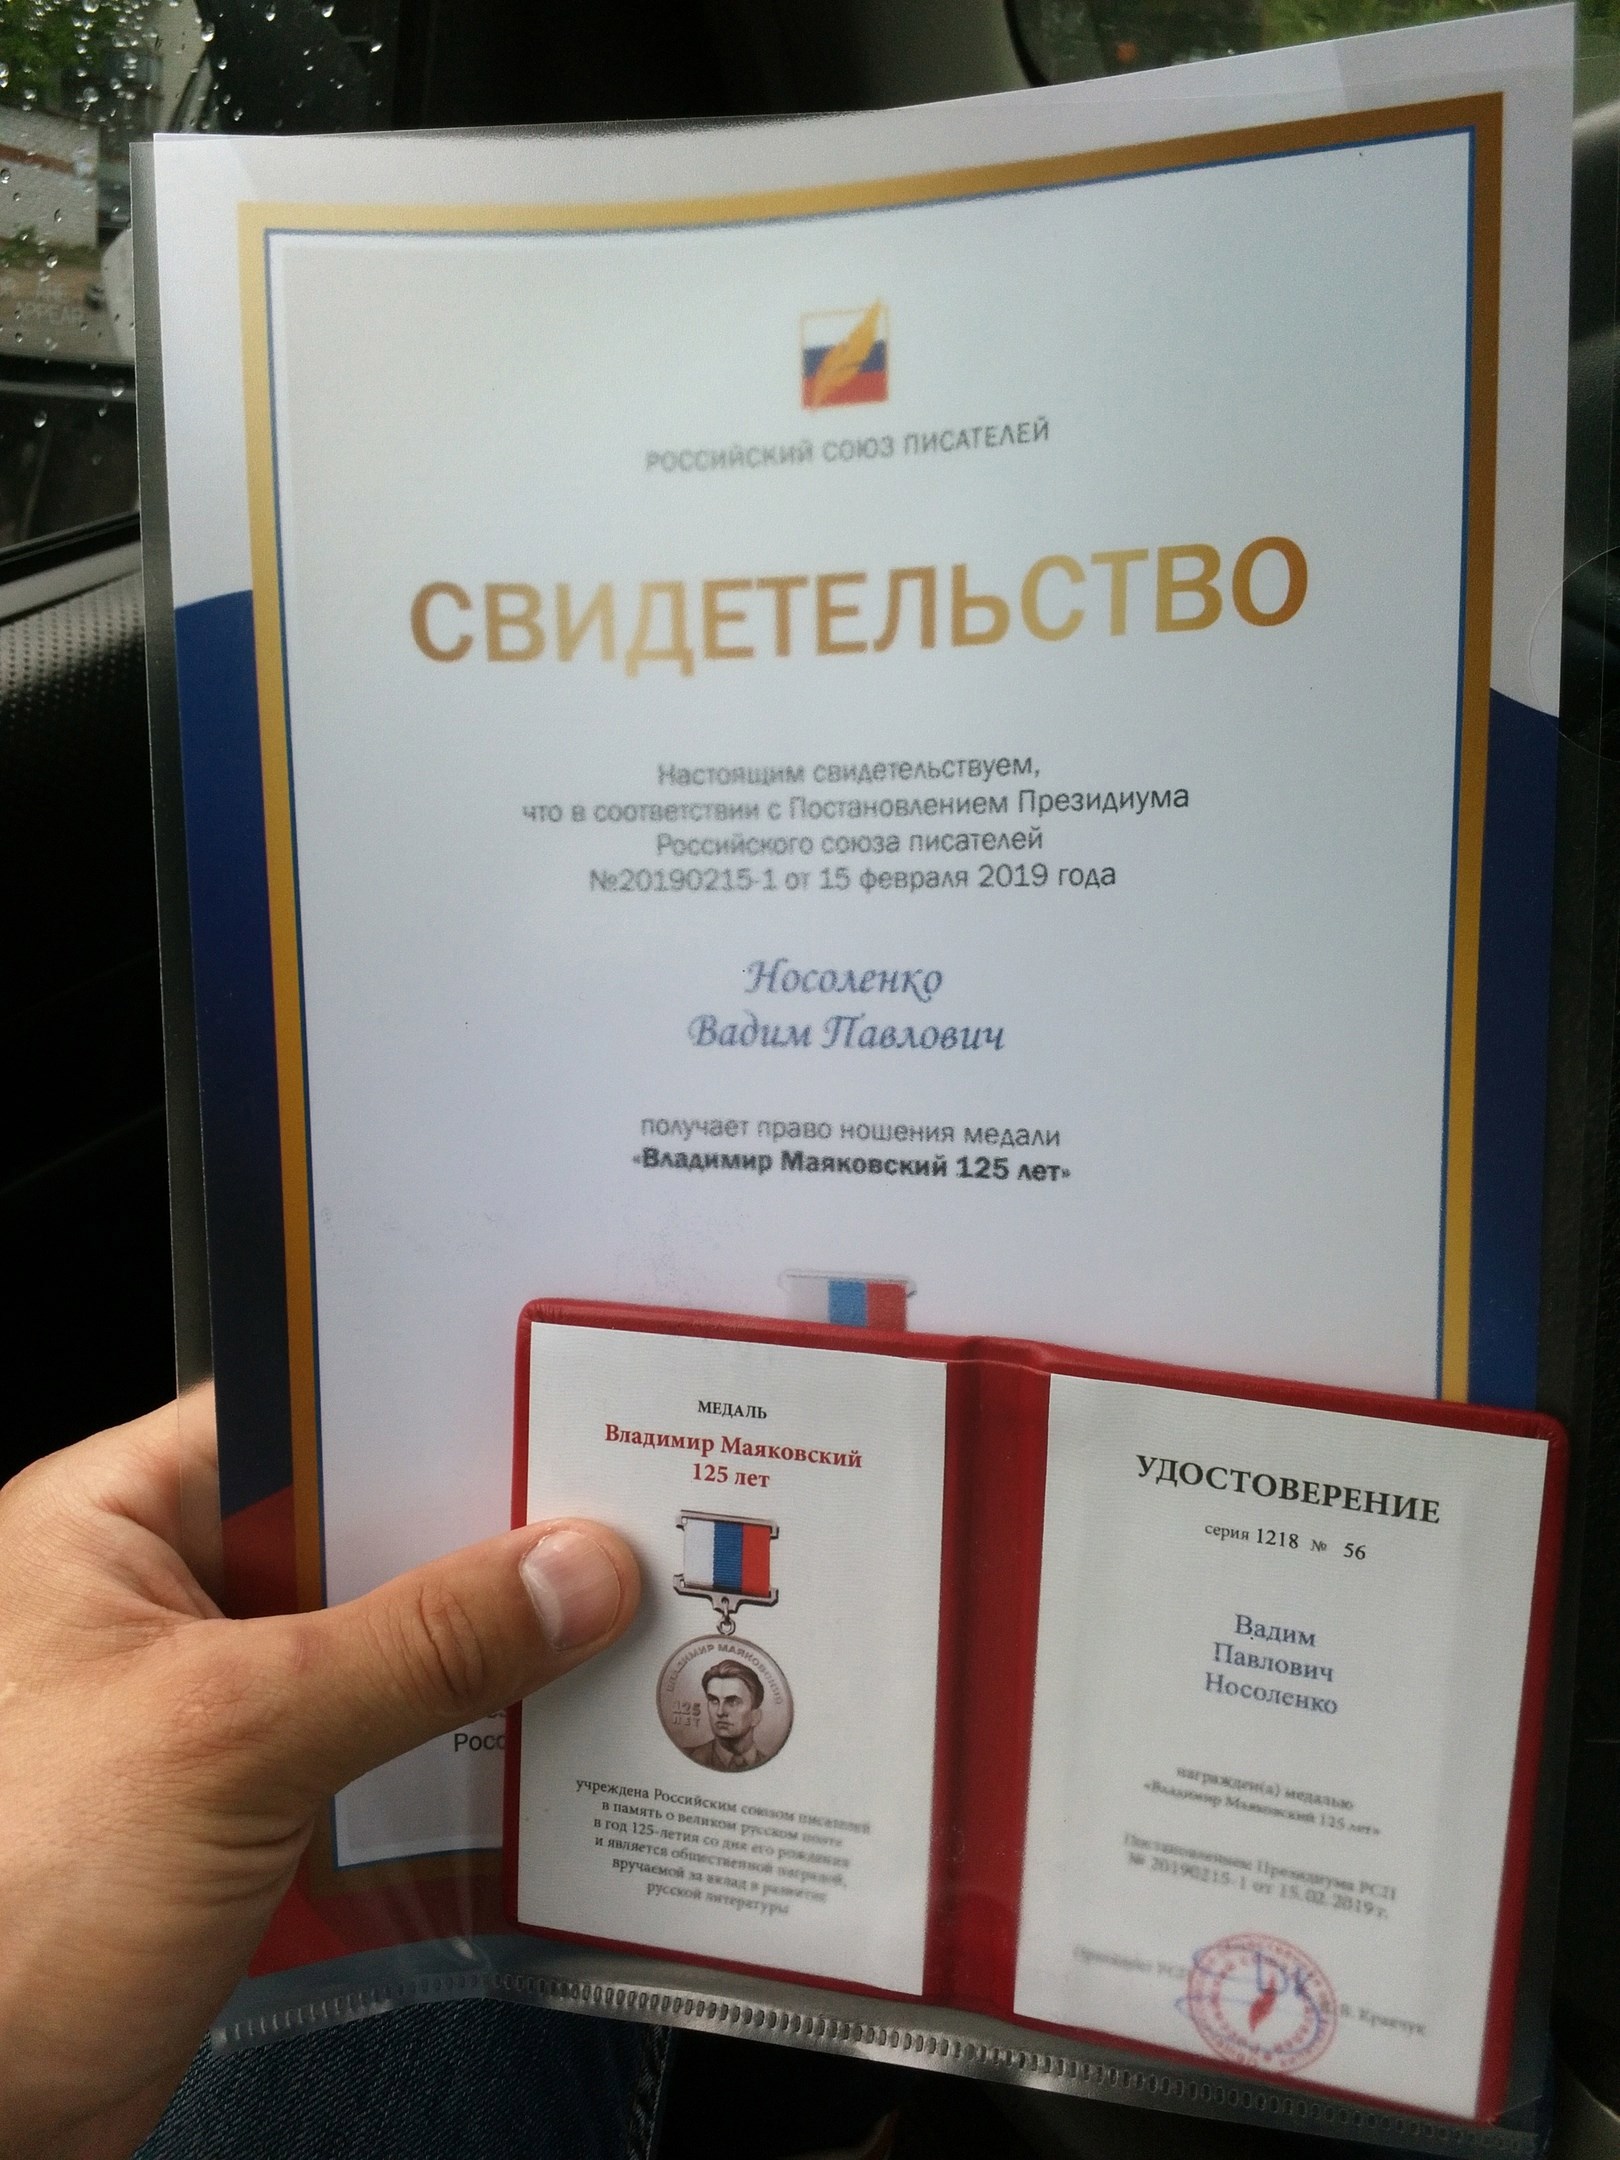 РОССИЙСКИЙ СОЮЗ ПИСАТЕЛЕЙ
СВИДЕТЕЛЬСТВО
Настоящим свидетельствуем,
что в соответствии с Постановлением Президиума
Российского союза писателей
№20190215-1 от 15 февраля 2019 года
Носоленко
Вадим Павлович
получает право ношения медали
«Владимир Маяковский 125 лет»
Росс
МЕДАЛЬ
Владимир Маяковский
125 лет
ВЛАДИМИР МАЯКОВСКИЙ
125
ЛЕТ
учреждена Российским союзом писателей
в память о великом русском поэте
в год 125-летия со дня его рождения
и является общественной наградой,
вручаемой за вклад в развитие
русской литературы
УДОСТОВЕРЕНИЕ
серия 1218 № 56
Вадим
Павлович
Носоленко
награжден(а) медалью
«Владимир Маяковский 125 лет»
Постановлением Президиума РСП
№ 20190215-1 от 15.02.2019 г.
Президент РСП
В. Кравчук